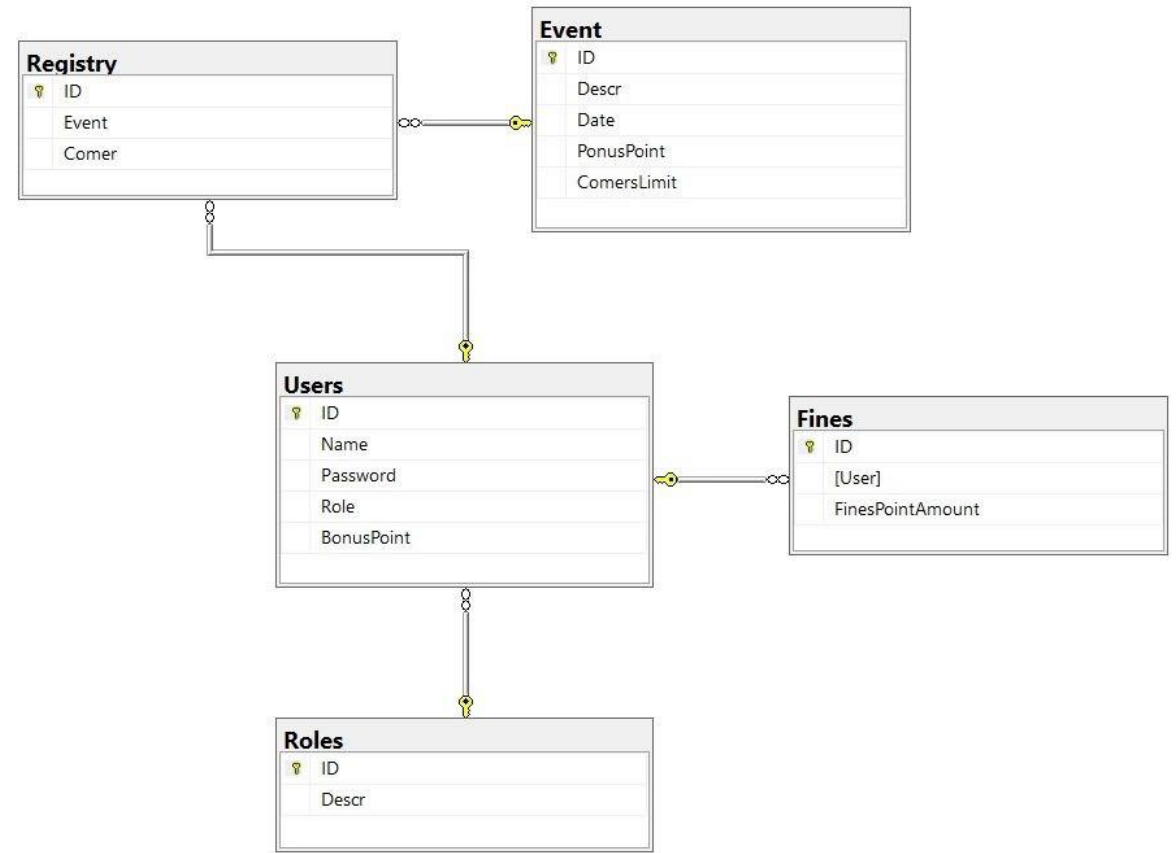 Registry
ID
Event
Comer
Event
ID
Descr
Date
PonusPoint
ComersLimit
Users
ID
Name
Password
Role
BonusPoint
Fines
ID
[User]
FinesPointAmount
Roles
ID
Descr